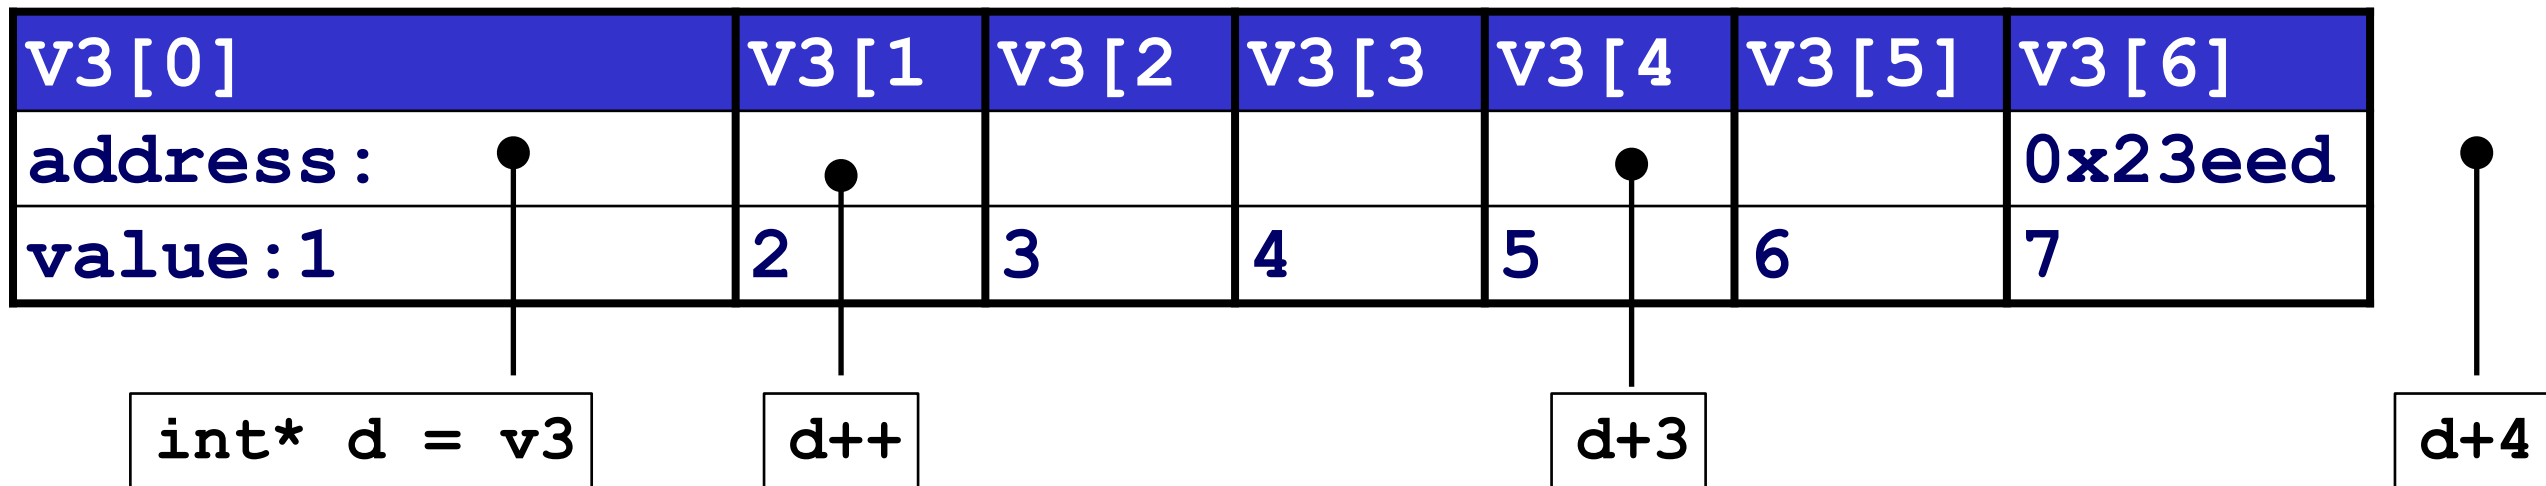 V3[0] V3[1 V3[2 V3[3 V3[4 V3[5] V3[6]
address: 0x23eed
value:1 2 3 4 5 6 7
int* d = v3 d++ d+3 d+4